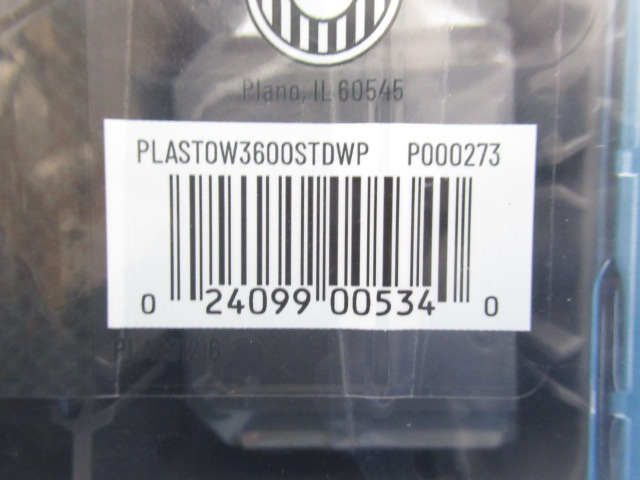 Plano, IL 60545
PLASTOW3600STDWP P000273
0 24099 00534 0